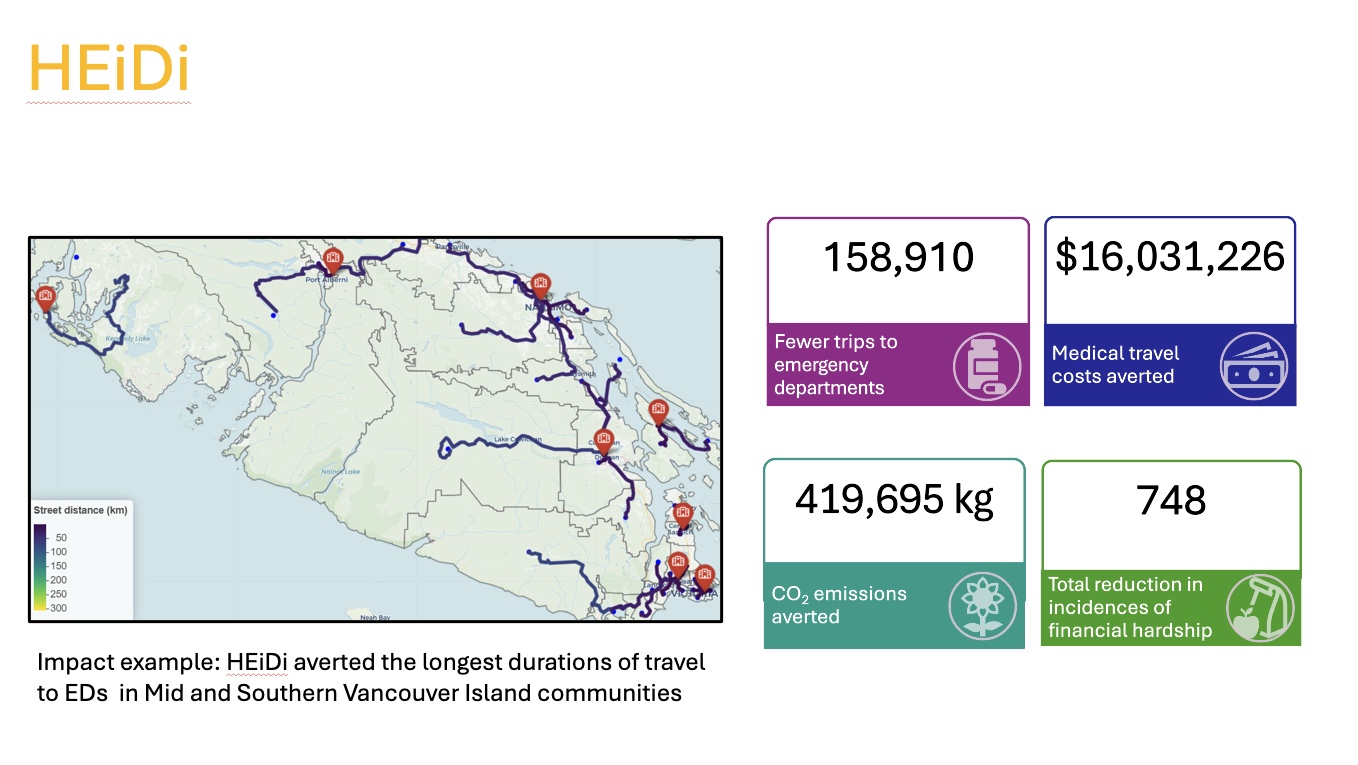 HEiDi
Parksville
Port Alberni
Kennedy Lake
Lake Cowichan
Nitinat Lake
Duncan
Neah Bay
Street distance (km)
50
100
150
200
250
300
Impact example: HEiDi averted the longest durations of travel
to EDs  in Mid and Southern Vancouver Island communities
158,910
Fewer trips to
emergency
departments
$16,031,226
Medical travel
costs averted
419,695 kg
CO₂ emissions
averted
748
Total reduction in
incidences of
financial hardship